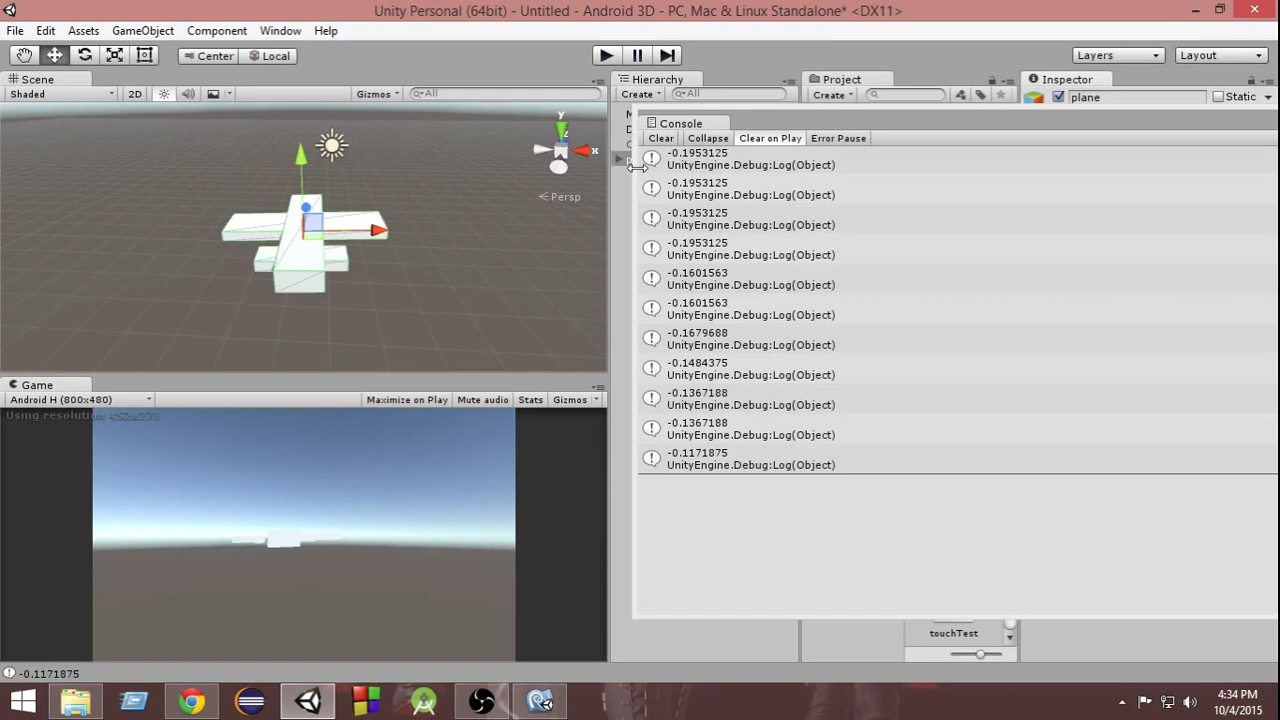 Unity Personal (64bit) - Untitled - Android 3D - PC, Mac & Linux Standalone* <DX11>
File Edit Assets GameObject Component Window Help
Center Local Layers Layout
Scene Hierarchy Project Inspector
Shaded 2D Gizmos All Create All Create plane Static
Console
Clear Collapse Clear on Play Error Pause
-0.1953125
UnityEngine.Debug:Log(Object)
-0.1953125
UnityEngine.Debug:Log(Object)
-0.1953125
UnityEngine.Debug:Log(Object)
-0.1953125
UnityEngine.Debug:Log(Object)
-0.1601563
UnityEngine.Debug:Log(Object)
-0.1601563
UnityEngine.Debug:Log(Object)
-0.1679688
UnityEngine.Debug:Log(Object)
-0.1484375
UnityEngine.Debug:Log(Object)
-0.1367188
UnityEngine.Debug:Log(Object)
-0.1367188
UnityEngine.Debug:Log(Object)
-0.1171875
UnityEngine.Debug:Log(Object)
y
x
Persp
Game
Android H (800x480) Maximize on Play Mute audio Stats Gizmos
Using resolution
touchTest
-0.1171875
4:34 PM
10/4/2015